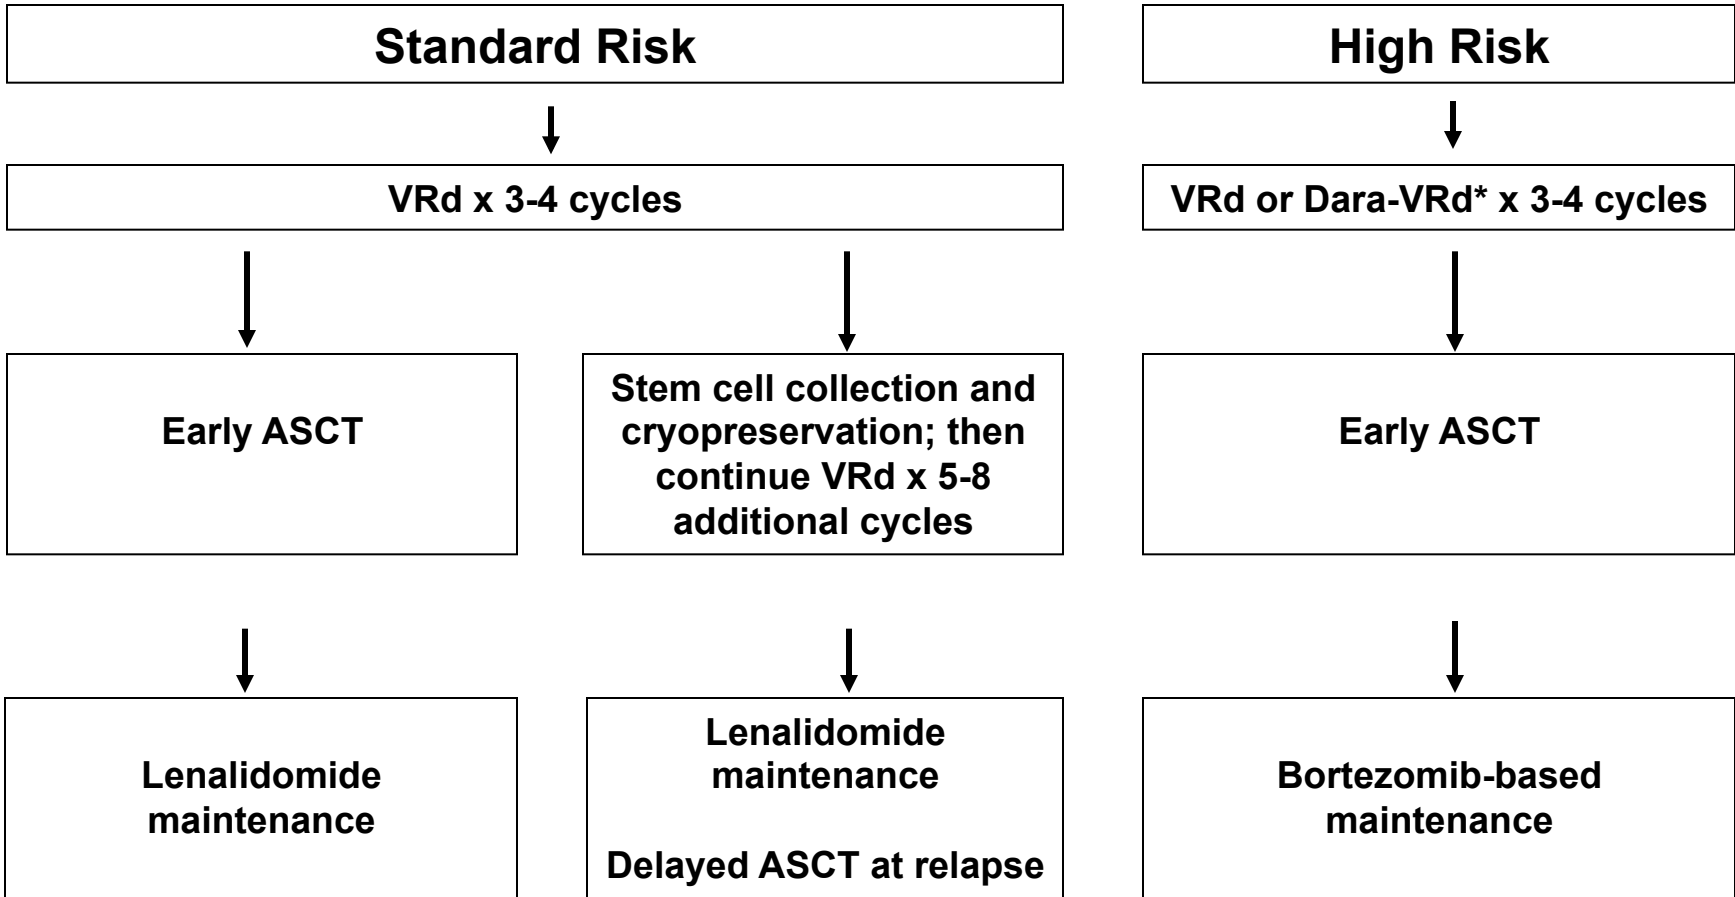 Standard Risk
High Risk
VRd x 3-4 cycles
VRd or Dara-VRd* x 3-4 cycles
Early ASCT
Stem cell collection and
cryopreservation; then
continue VRd x 5-8
additional cycles
Early ASCT
Lenalidomide
maintenance
Lenalidomide
maintenance
Delayed ASCT at relapse
Bortezomib-based
maintenance